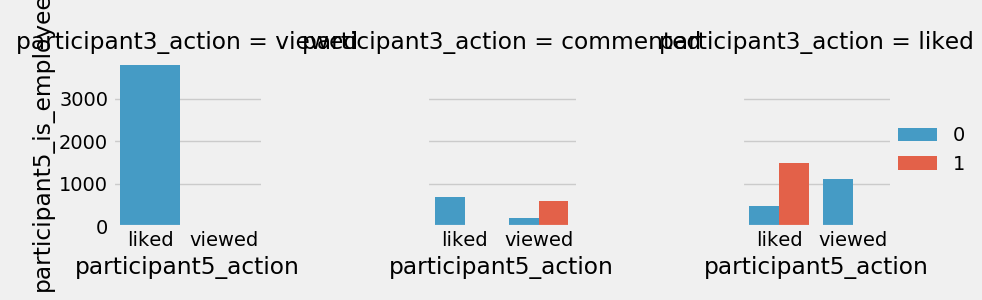 participant3_action = viewed
participant3_action = commented
participant3_action = liked
participant5_is_employee
3000
2000
1000
0
liked viewed
liked viewed
liked viewed
participant5_action
participant5_action
participant5_action
0
1